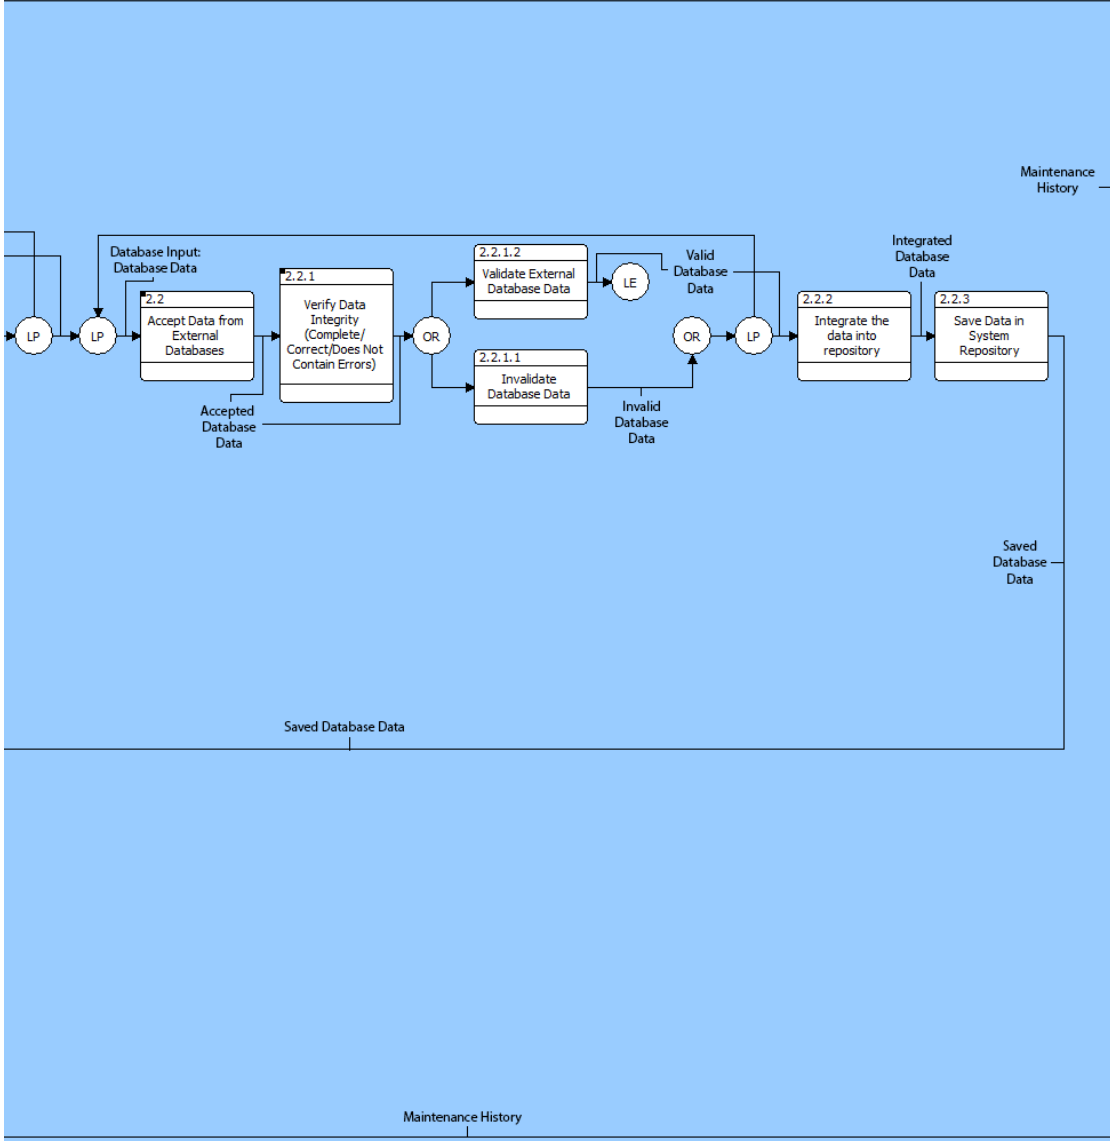 Maintenance
History
Database Input:
Database Data
Integrated
Database
Data
2.2.1.2
Validate External
Database Data
Valid
Database
Data
LE
2.2.1
Verify Data
Integrity
(Complete/
Correct/Does Not
Contain Errors)
2.2
Accept Data from
External
Databases
2.2.2
Integrate the
data into
repository
2.2.3
Save Data in
System
Repository
LP
LP
OR
OR
LP
2.2.1.1
Invalidate
Database Data
Accepted
Database
Data
Invalid
Database
Data
Saved
Database
Data
Saved Database Data
Maintenance History